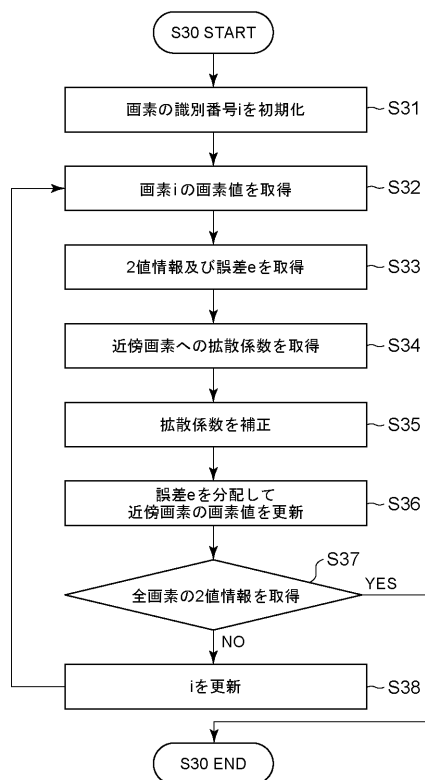 S30 START
画素の識別番号iを初期化
S31
画素iの画素値を取得
S32
2値情報及び誤差eを取得
S33
近傍画素への拡散係数を取得
S34
拡散係数を補正
S35
誤差eを分配して
近傍画素の画素値を更新
S36
S37
全画素の2値情報を取得
YES
NO
iを更新
S38
S30 END